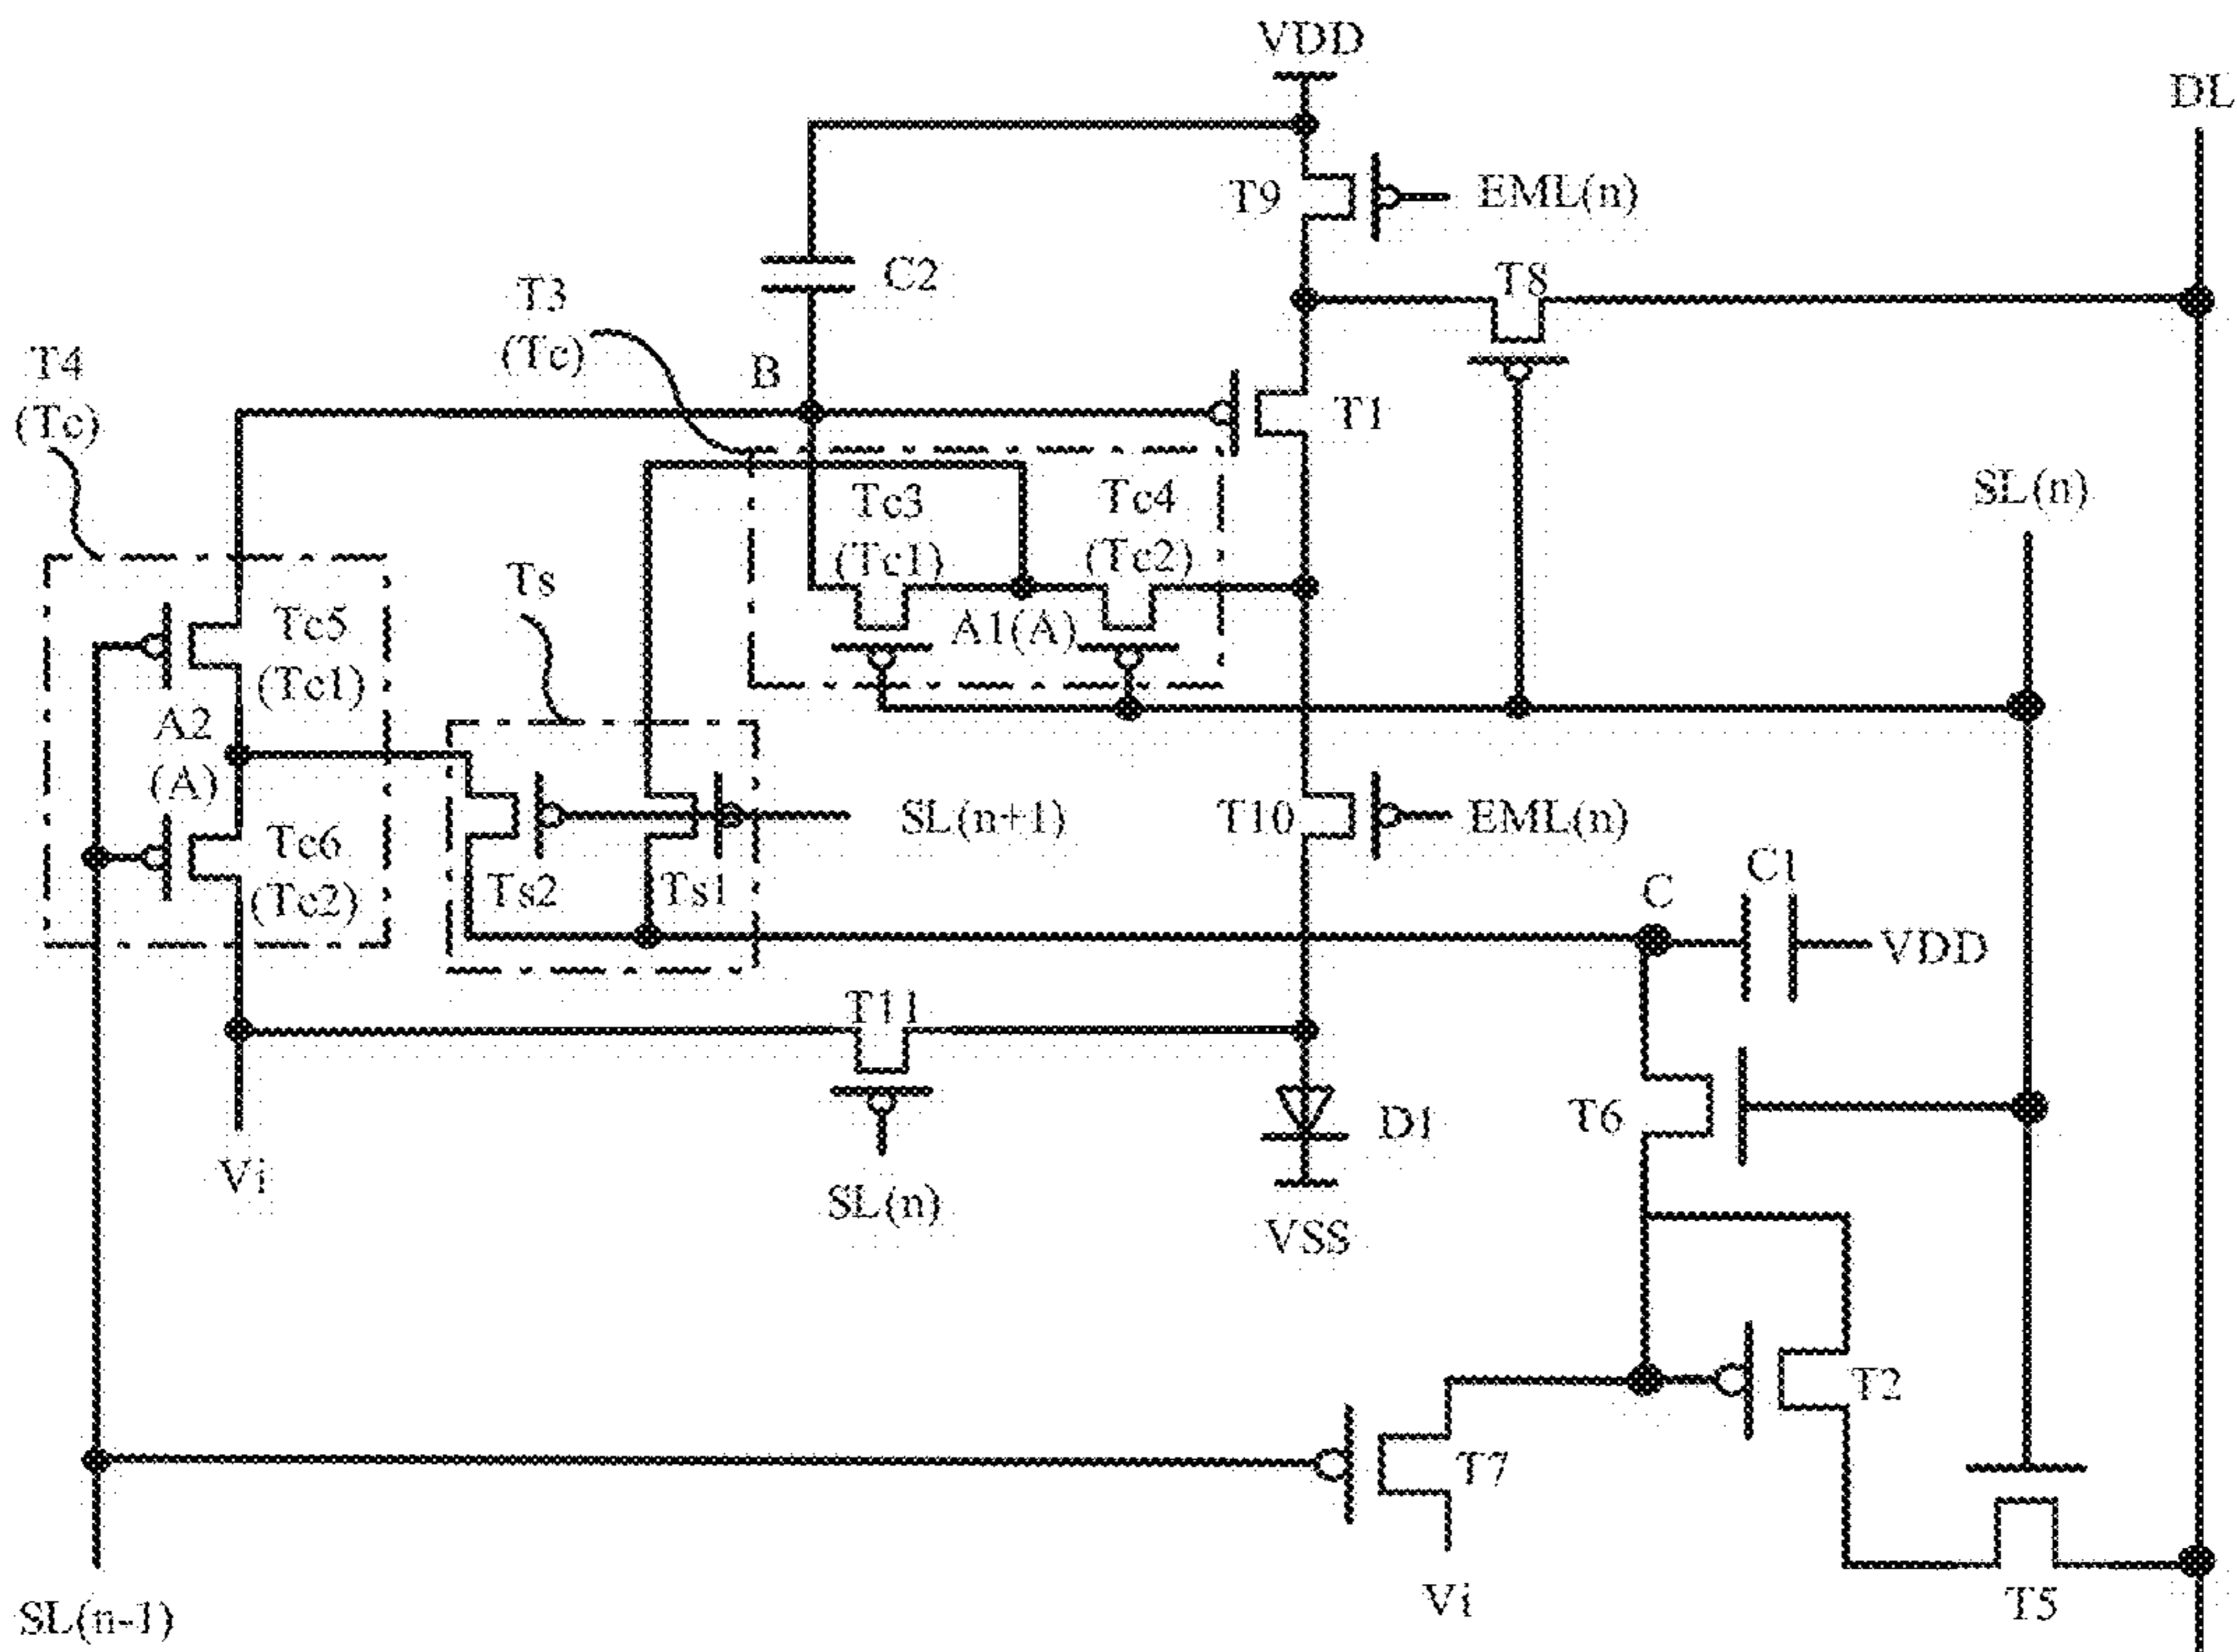 VDD
DL
T9
EML(n)
C2
T8
T3
(Tc)
T4
(Tc)
B
T1
SL(n)
Tc3
(Tc1)
Tc4
(Tc2)
Ts
A1(A)
Tc5
(Tc1)
A2
(A)
SL(n+1)
T10
EML(n)
Tc6
(Tc2)
Ts2
Ts1
C
C1
VDD
T11
T6
D1
Vi
SL(n)
VSS
T2
T7
Vi
T5
SL(n-1)